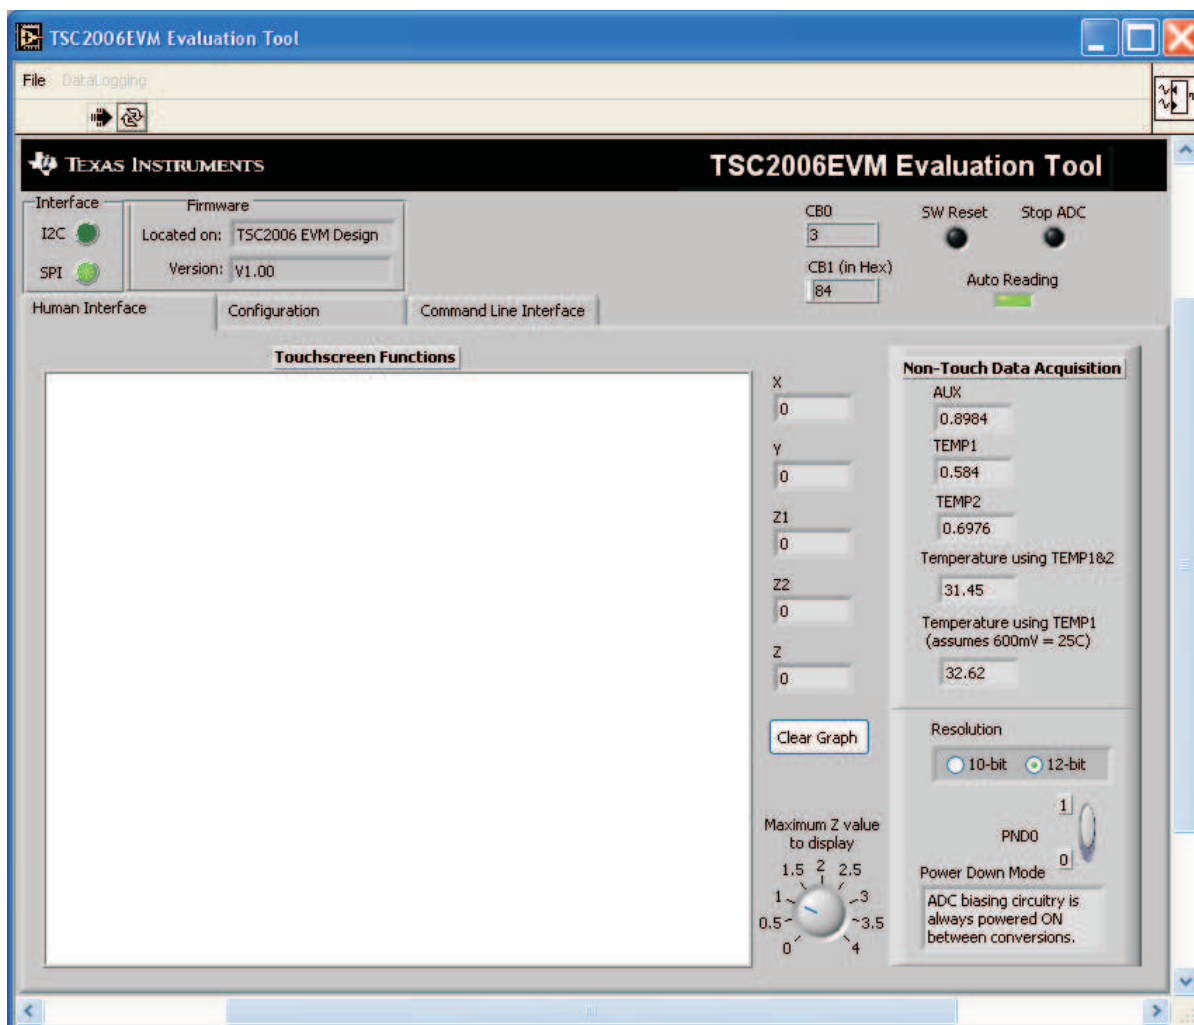 TSC2006EVM Evaluation Tool
File DataLogging
TEXAS INSTRUMENTS
TSC2006EVM Evaluation Tool
Interface
I2C
SPI
Firmware
Located on: TSC2006 EVM Design
Version: V1.00
CB0
3
CB1 (in Hex)
84
SW Reset
Stop ADC
Auto Reading
Human Interface
Configuration
Command Line Interface
Touchscreen Functions
X
0
Y
0
Z1
0
Z2
0
Z
0
Clear Graph
Maximum Z value
to display
0 0.5 1 1.5 2 2.5 3 3.5 4
Non-Touch Data Acquisition
AUX
0.8984
TEMP1
0.584
TEMP2
0.6976
Temperature using TEMP1&2
31.45
Temperature using TEMP1
(assumes 600mV = 25C)
32.62
Resolution
10-bit 12-bit
1
PND0
0
Power Down Mode
ADC biasing circuitry is
always powered ON
between conversions.